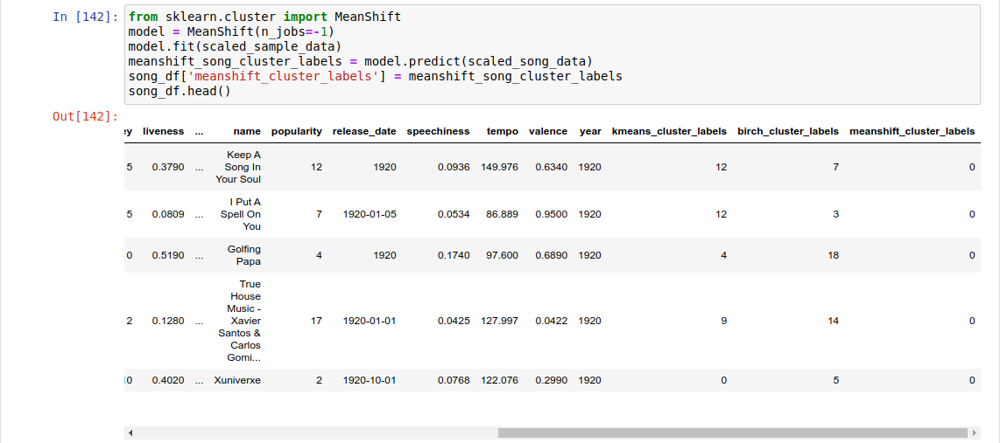 In [142]:
from sklearn.cluster import MeanShift
model = MeanShift(n_jobs=-1)
model.fit(scaled_sample_data)
meanshift_song_cluster_labels = model.predict(scaled_song_data)
song_df['meanshift_cluster_labels'] = meanshift_song_cluster_labels
song_df.head()
Out[142]:
ey liveness ... name popularity release_date speechiness tempo valence year kmeans_cluster_labels birch_cluster_labels meanshift_cluster_labels
Keep A
5 0.3790 ... Song In 12 1920 0.0936 149.976 0.6340 1920 12 7 0
Your Soul
I Put A
5 0.0809 ... Spell On 7 1920-01-05 0.0534 86.889 0.9500 1920 12 3 0
You
Golfing
0 0.5190 ... 4 1920 0.1740 97.600 0.6890 1920 4 18 0
Papa
True
House
Music -
2 0.1280 ... Xavier 17 1920-01-01 0.0425 127.997 0.0422 1920 9 14 0
Santos &
Carlos
Gomi...
0 0.4020 ... Xuniverxe 2 1920-10-01 0.0768 122.076 0.2990 1920 0 5 0